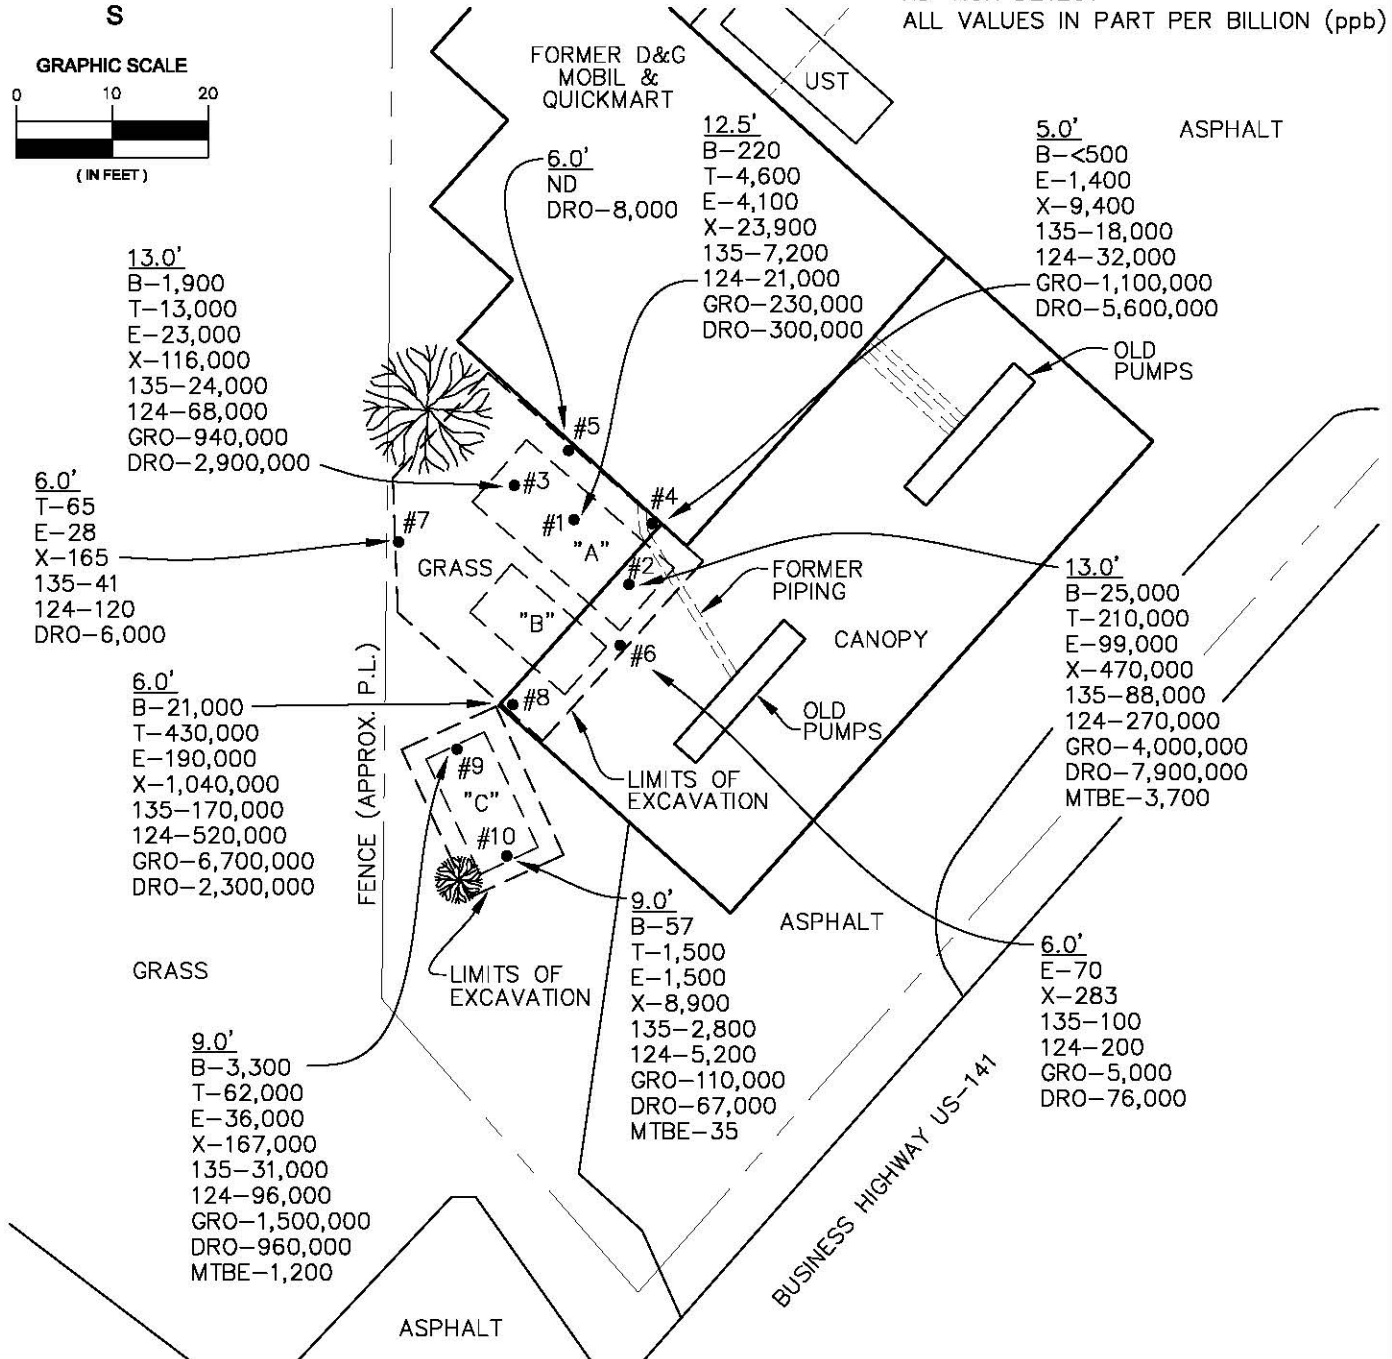 ALL VALUES IN PART PER BILLION (ppb)
S
GRAPHIC SCALE
0 10 20
( IN FEET )
FORMER D&G
MOBIL &
QUICKMART
UST
ASPHALT
6.0'
ND
DRO-8,000
12.5'
B-220
T-4,600
E-4,100
X-23,900
135-7,200
124-21,000
GRO-230,000
DRO-300,000
5.0'
B-<500
E-1,400
X-9,400
135-18,000
124-32,000
GRO-1,100,000
DRO-5,600,000
13.0'
B-1,900
T-13,000
E-23,000
X-116,000
135-24,000
124-68,000
GRO-940,000
DRO-2,900,000
OLD
PUMPS
6.0'
T-65
E-28
X-165
135-41
124-120
DRO-6,000
#5
#3
#4
#1
"A"
#7
GRASS
#2
"B"
#6
FORMER
PIPING
CANOPY
13.0'
B-25,000
T-210,000
E-99,000
X-470,000
135-88,000
124-270,000
GRO-4,000,000
DRO-7,900,000
MTBE-3,700
6.0'
B-21,000
T-430,000
E-190,000
X-1,040,000
135-170,000
124-520,000
GRO-6,700,000
DRO-2,300,000
FENCE (APPROX. P.L.)
#8
OLD
PUMPS
#9
"C"
#10
LIMITS OF
EXCAVATION
9.0'
B-57
T-1,500
E-1,500
X-8,900
135-2,800
124-5,200
GRO-110,000
DRO-67,000
MTBE-35
ASPHALT
6.0'
E-70
X-283
135-100
124-200
GRO-5,000
DRO-76,000
GRASS
LIMITS OF
EXCAVATION
9.0'
B-3,300
T-62,000
E-36,000
X-167,000
135-31,000
124-96,000
GRO-1,500,000
DRO-960,000
MTBE-1,200
BUSINESS HIGHWAY US-141
ASPHALT